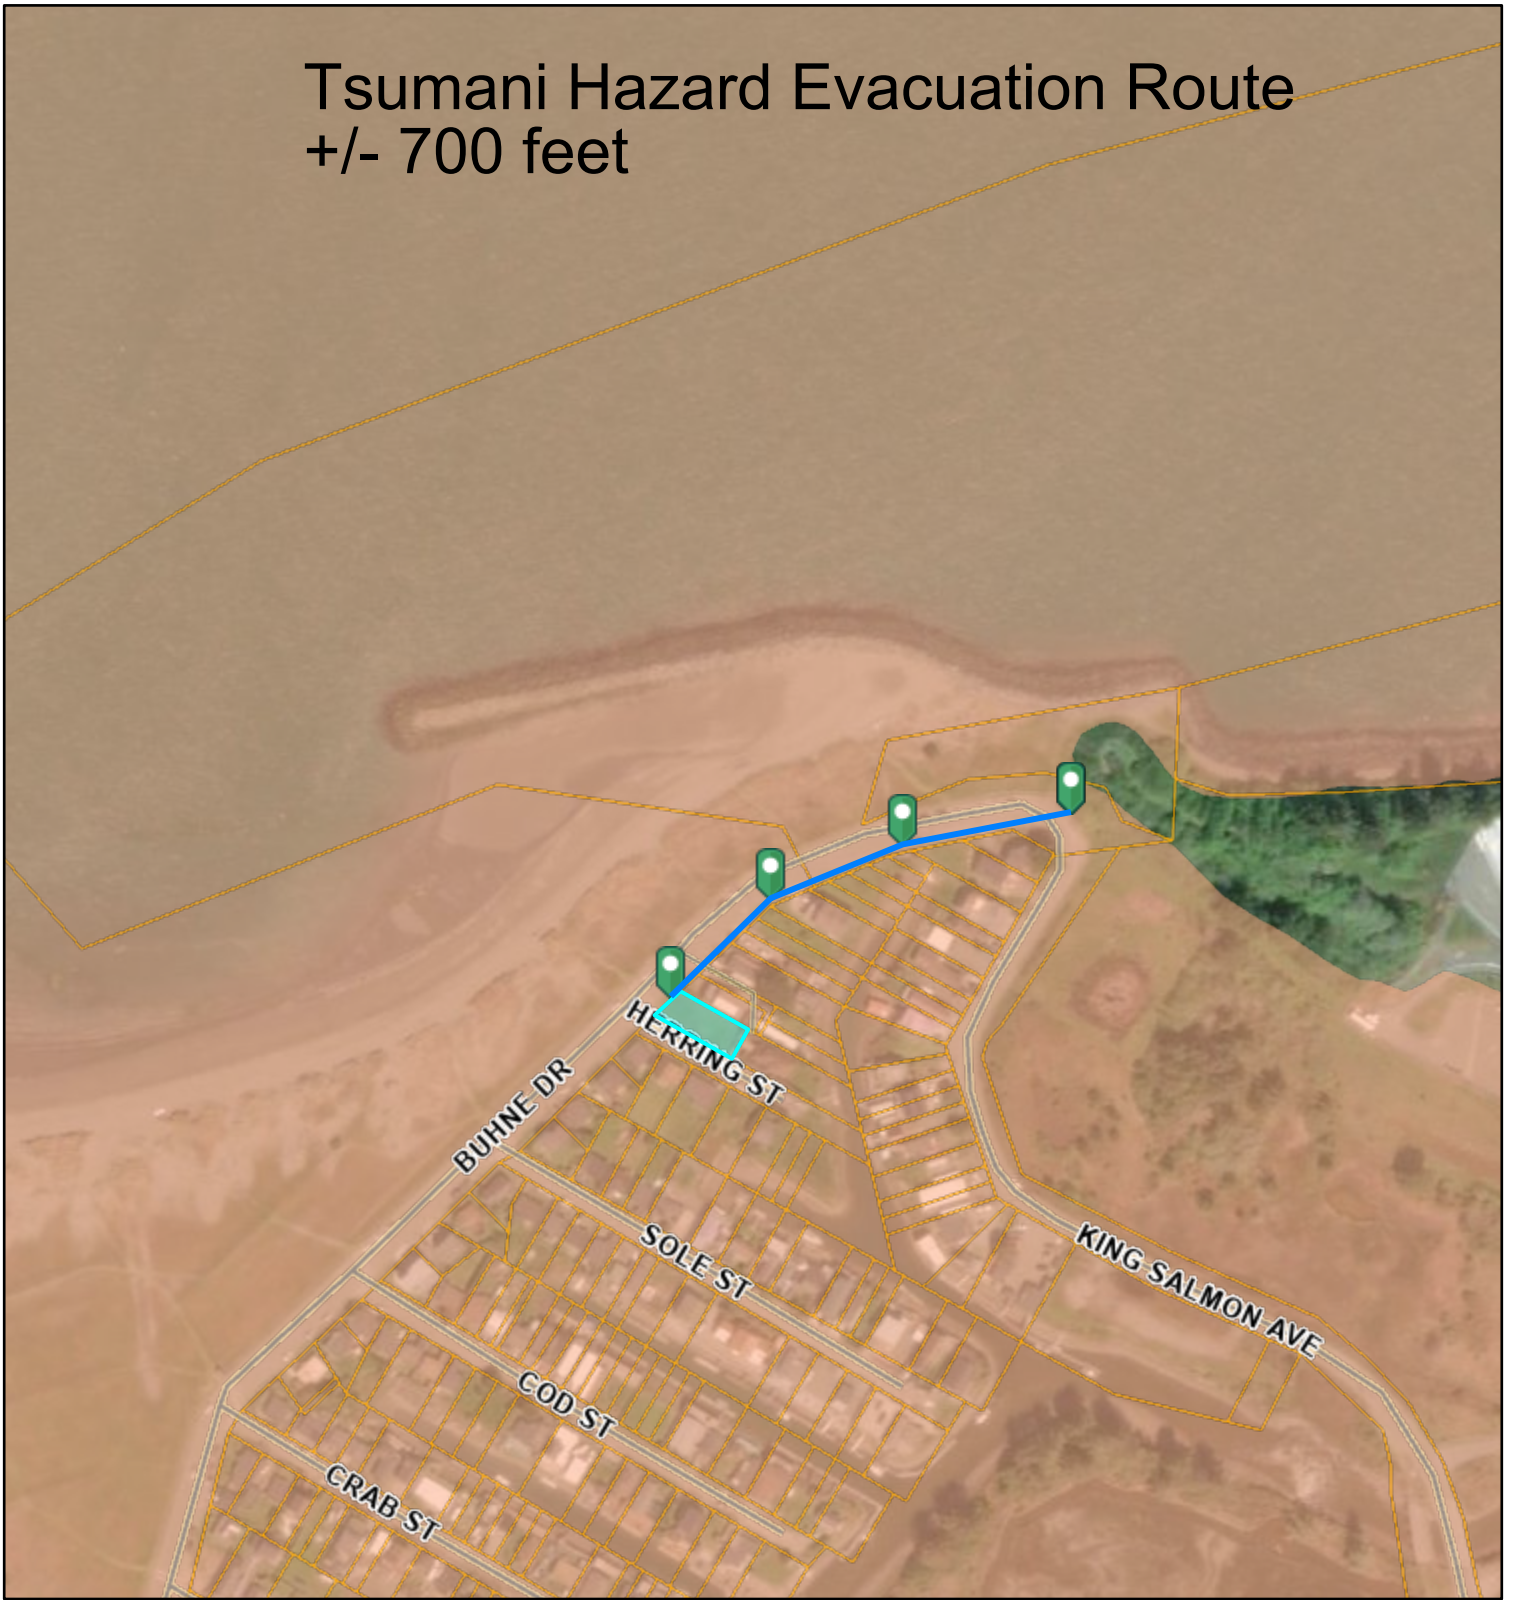 Tsumani Hazard Evacuation Route
+/- 700 feet
HERRING ST
BUHNE DR
SOLE ST
KING SALMON AVE
COD ST
CRAB ST